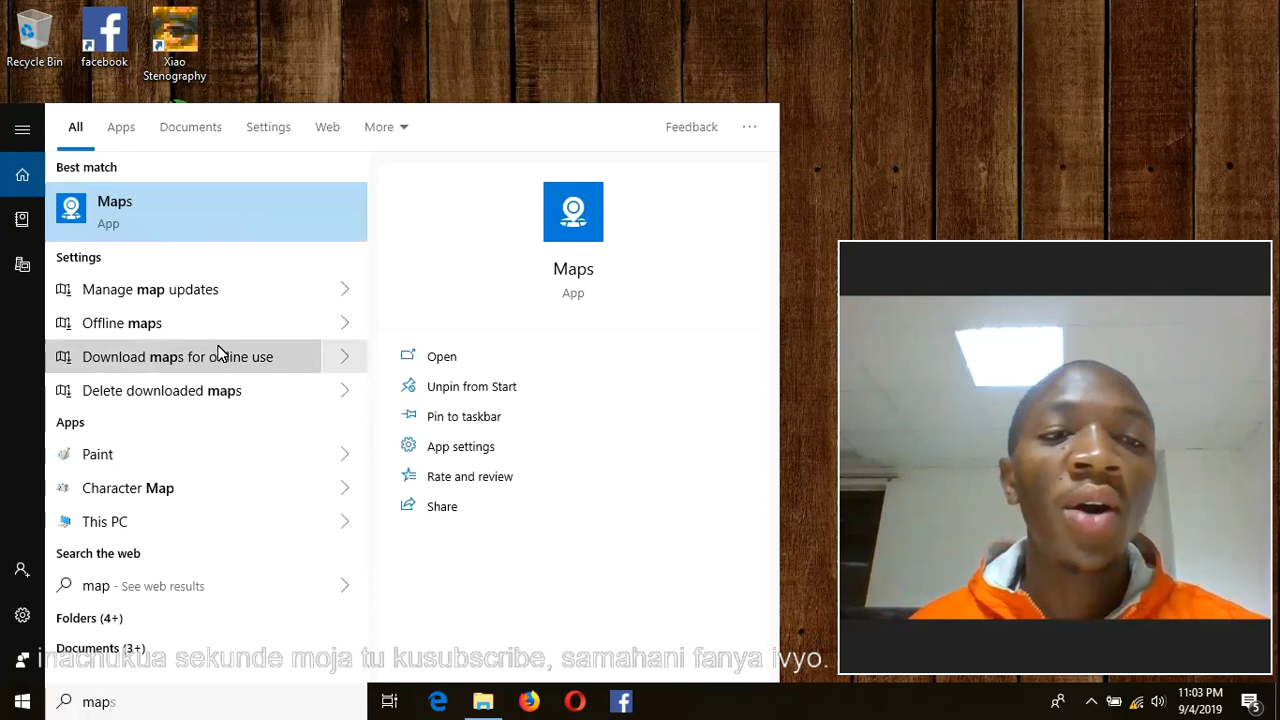 Recycle Bin
facebook
Xiao
Stenography
All Apps Documents Settings Web More Feedback
Best match
Maps
App
Settings
Manage map updates
Offline maps
Download maps for offline use
Delete downloaded maps
Apps
Paint
Character Map
This PC
Search the web
map - See web results
Folders (4+)
Documents (3+)
maps
Maps
App
Open
Unpin from Start
Pin to taskbar
App settings
Rate and review
Share
inachukua sekunde moja tu kusubscribe, samahani fanya ivyo.
11:03 PM
9/4/2019
5